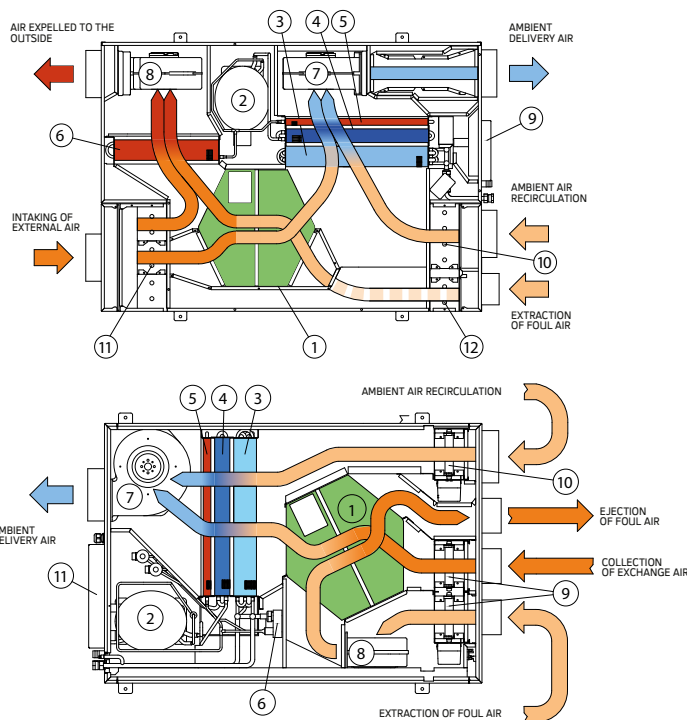 AIR EXPELLED TO THE
OUTSIDE
3
4
5
AMBIENT
DELIVERY AIR
8
7
2
6
9
INTAKING OF
EXTERNAL AIR
AMBIENT AIR
RECIRCULATION
10
EXTRACTION
OF FOUL AIR
11
1
12
AMBIENT AIR RECIRCULATION
5
4
3
10
7
1
EJECTION
OF FOUL AIR
AMBIENT
DELIVERY AIR
COLLECTION
OF EXCHANGE AIR
11
9
2
8
6
EXTRACTION OF FOUL AIR